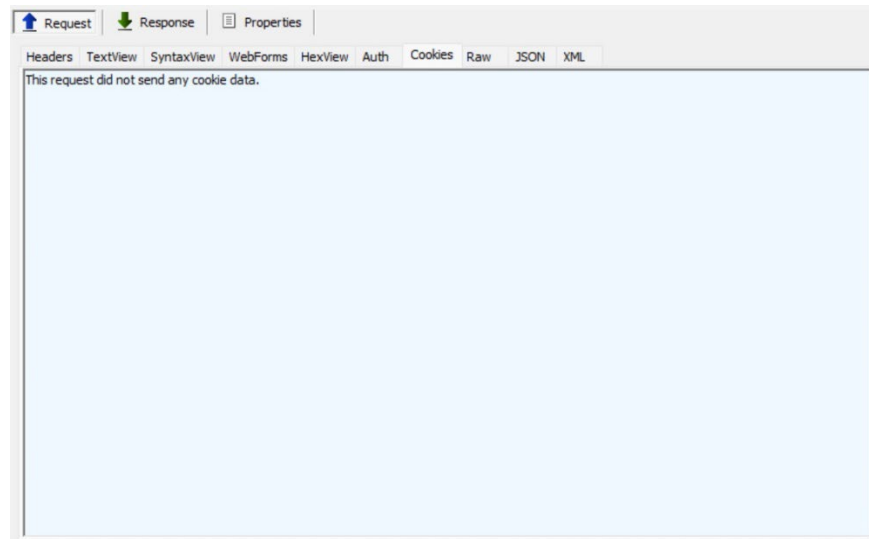 Request Response Properties
Headers TextView SyntaxView WebForms HexView Auth Cookies Raw JSON XML
This request did not send any cookie data.